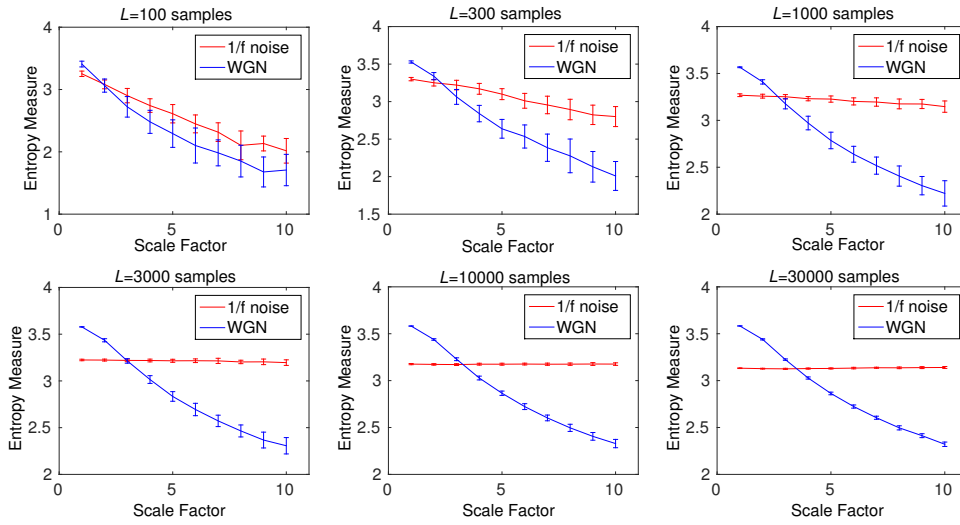 L=100 samples
4
3
2
1
Entropy Measure
0
5
10
Scale Factor
1/f noise
WGN
L=300 samples
4
3.5
3
2.5
2
1.5
Entropy Measure
0
5
10
Scale Factor
1/f noise
WGN
L=1000 samples
4
3.5
3
2.5
2
Entropy Measure
0
5
10
Scale Factor
1/f noise
WGN
L=3000 samples
4
3.5
3
2.5
2
Entropy Measure
0
5
10
Scale Factor
1/f noise
WGN
L=10000 samples
4
3.5
3
2.5
2
Entropy Measure
0
5
10
Scale Factor
1/f noise
WGN
L=30000 samples
4
3.5
3
2.5
2
Entropy Measure
0
5
10
Scale Factor
1/f noise
WGN